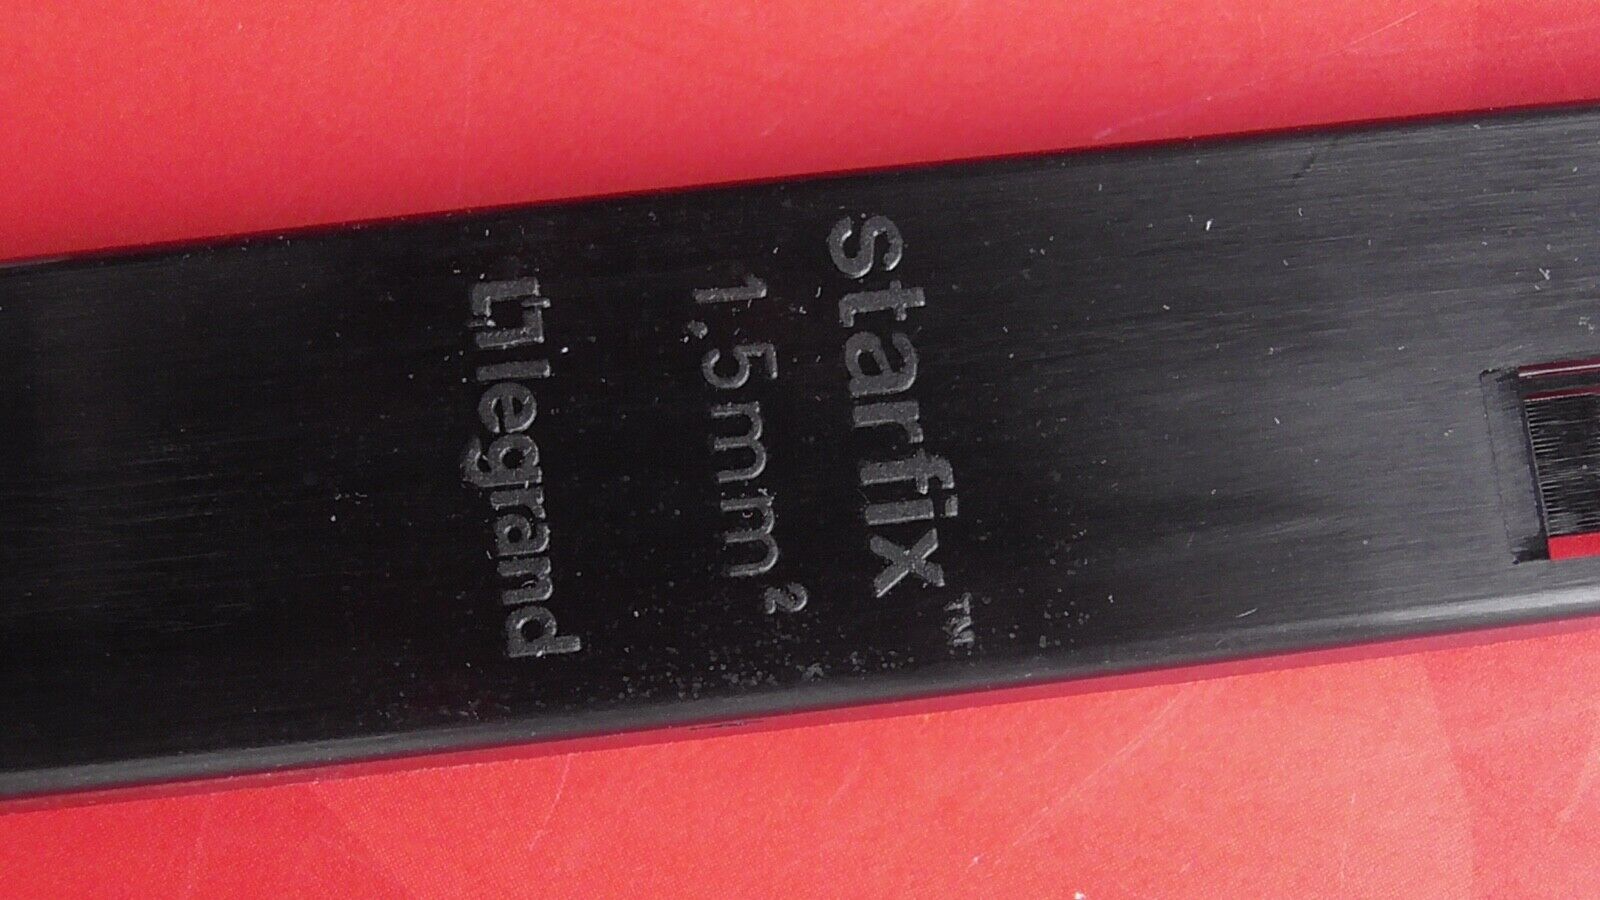 starfix™
1,5mm²
legrand